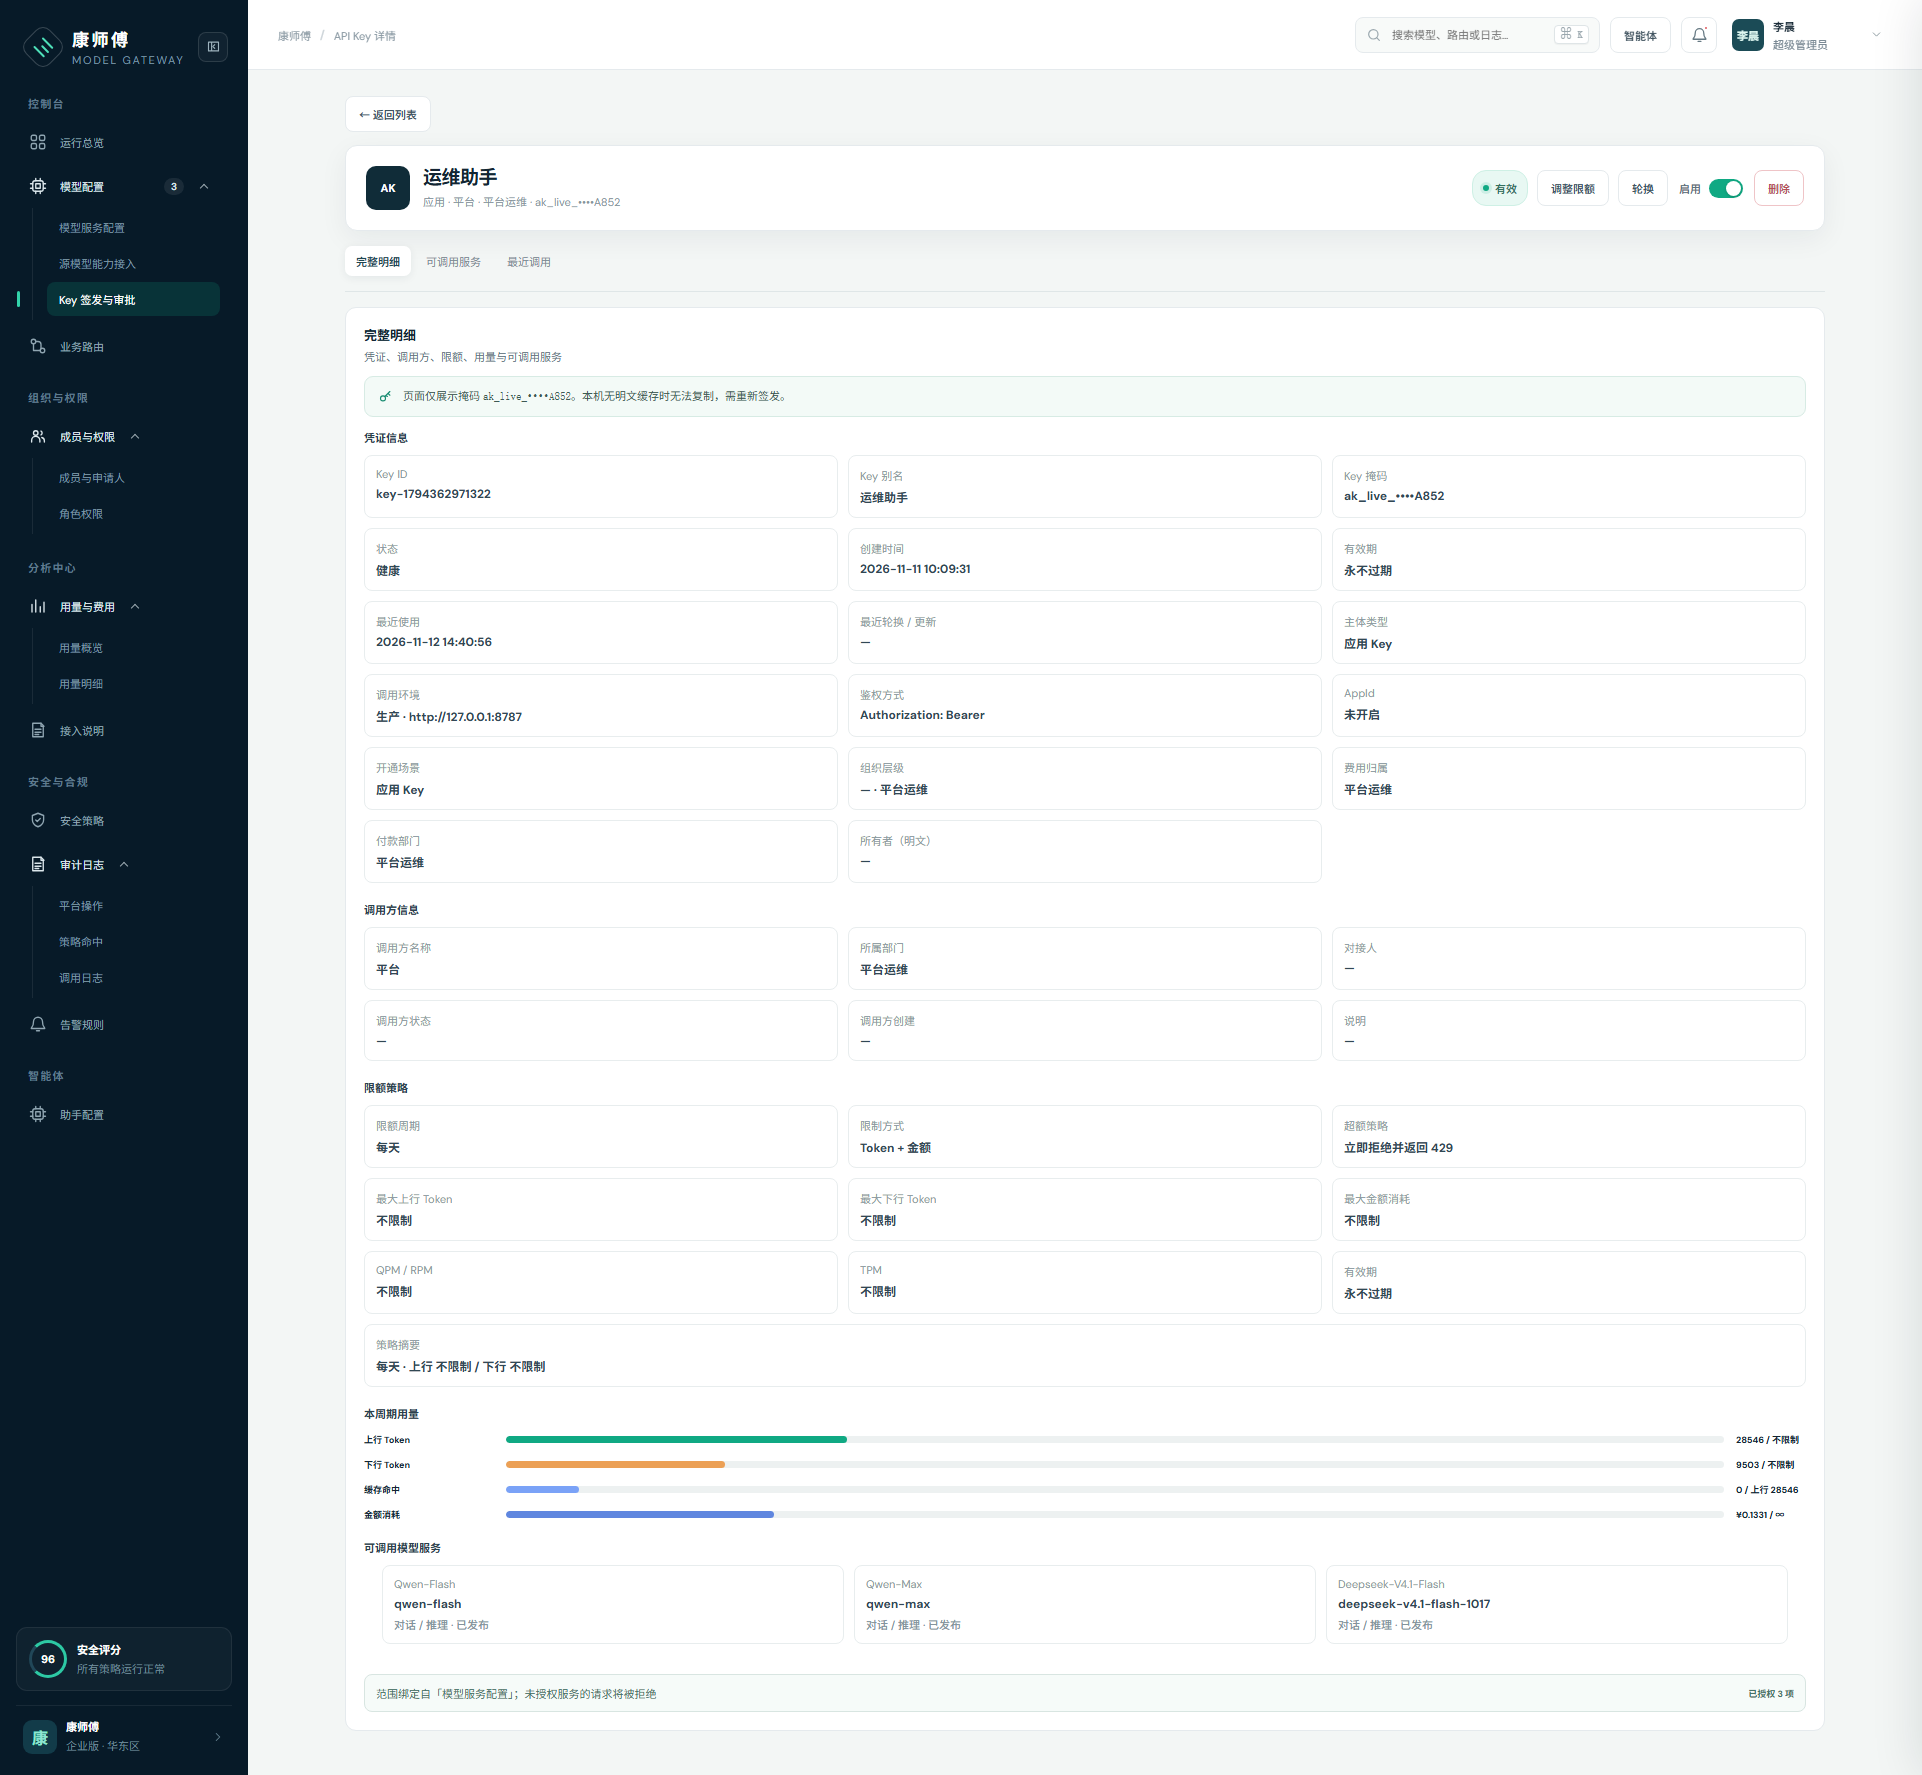 康师傅
MODEL GATEWAY
控制台
运行总览
模型配置
3
模型服务配置
源模型能力接入
Key 签发与审批
业务路由
组织与权限
成员与权限
成员与申请人
角色权限
分析中心
用量与费用
用量概览
用量明细
接入说明
安全与合规
安全策略
审计日志
平台操作
策略命中
调用日志
告警规则
智能体
助手配置
96
安全评分
所有策略运行正常
康
康师傅
企业版 · 华东区
康师傅 / API Key 详情
搜索模型、路由或日志...
⌘ K
智能体
李晨
李晨
超级管理员
← 返回列表
AK
运维助手
应用 · 平台 · 平台运维 · ak_live_••••A852
有效
调整限额
轮换
启用
删除
完整明细
可调用服务
最近调用
完整明细
凭证、调用方、限额、用量与可调用服务
页面仅展示掩码 ak_live_••••A852。本机无明文缓存时无法复制，需重新签发。
凭证信息
Key ID
key-1794362971322
Key 别名
运维助手
Key 掩码
ak_live_••••A852
状态
健康
创建时间
2026-11-11 10:09:31
有效期
永不过期
最近使用
2026-11-12 14:40:56
最近轮换 / 更新
—
主体类型
应用 Key
调用环境
生产 · http://127.0.0.1:8787
鉴权方式
Authorization: Bearer
AppId
未开启
开通场景
应用 Key
组织层级
— · 平台运维
费用归属
平台运维
付款部门
平台运维
所有者（明文）
—
调用方信息
调用方名称
平台
所属部门
平台运维
对接人
—
调用方状态
—
调用方创建
—
说明
—
限额策略
限额周期
每天
限制方式
Token + 金额
超额策略
立即拒绝并返回 429
最大上行 Token
不限制
最大下行 Token
不限制
最大金额消耗
不限制
QPM / RPM
不限制
TPM
不限制
有效期
永不过期
策略摘要
每天 · 上行 不限制 / 下行 不限制
本周期用量
上行 Token
28546 / 不限制
下行 Token
9503 / 不限制
缓存命中
0 / 上行 28546
金额消耗
¥0.1331 / ∞
可调用模型服务
Qwen-Flash
qwen-flash
对话 / 推理 · 已发布
Qwen-Max
qwen-max
对话 / 推理 · 已发布
Deepseek-V4.1-Flash
deepseek-v4.1-flash-1017
对话 / 推理 · 已发布
范围绑定自「模型服务配置」；未授权服务的请求将被拒绝
已授权 3 项